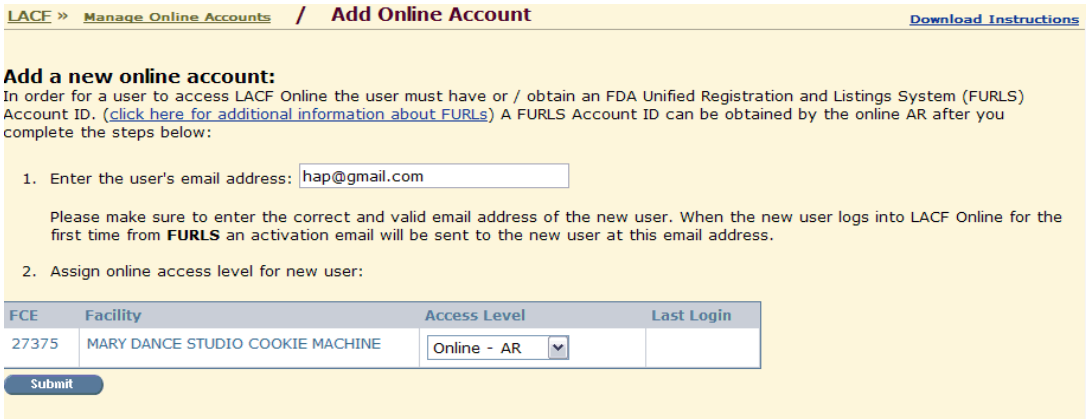 LACF » Manage Online Accounts / Add Online Account
Download Instructions
Add a new online account:
In order for a user to access LACF Online the user must have or / obtain an FDA Unified Registration and Listings System (FURLS)
Account ID. (click here for additional information about FURLs) A FURLS Account ID can be obtained by the online AR after you
complete the steps below:
1. Enter the user's email address: hap@gmail.com
Please make sure to enter the correct and valid email address of the new user. When the new user logs into LACF Online for the
first time from FURLS an activation email will be sent to the new user at this email address.
2. Assign online access level for new user:
FCE Facility Access Level Last Login
27375 MARY DANCE STUDIO COOKIE MACHINE Online - AR
Submit